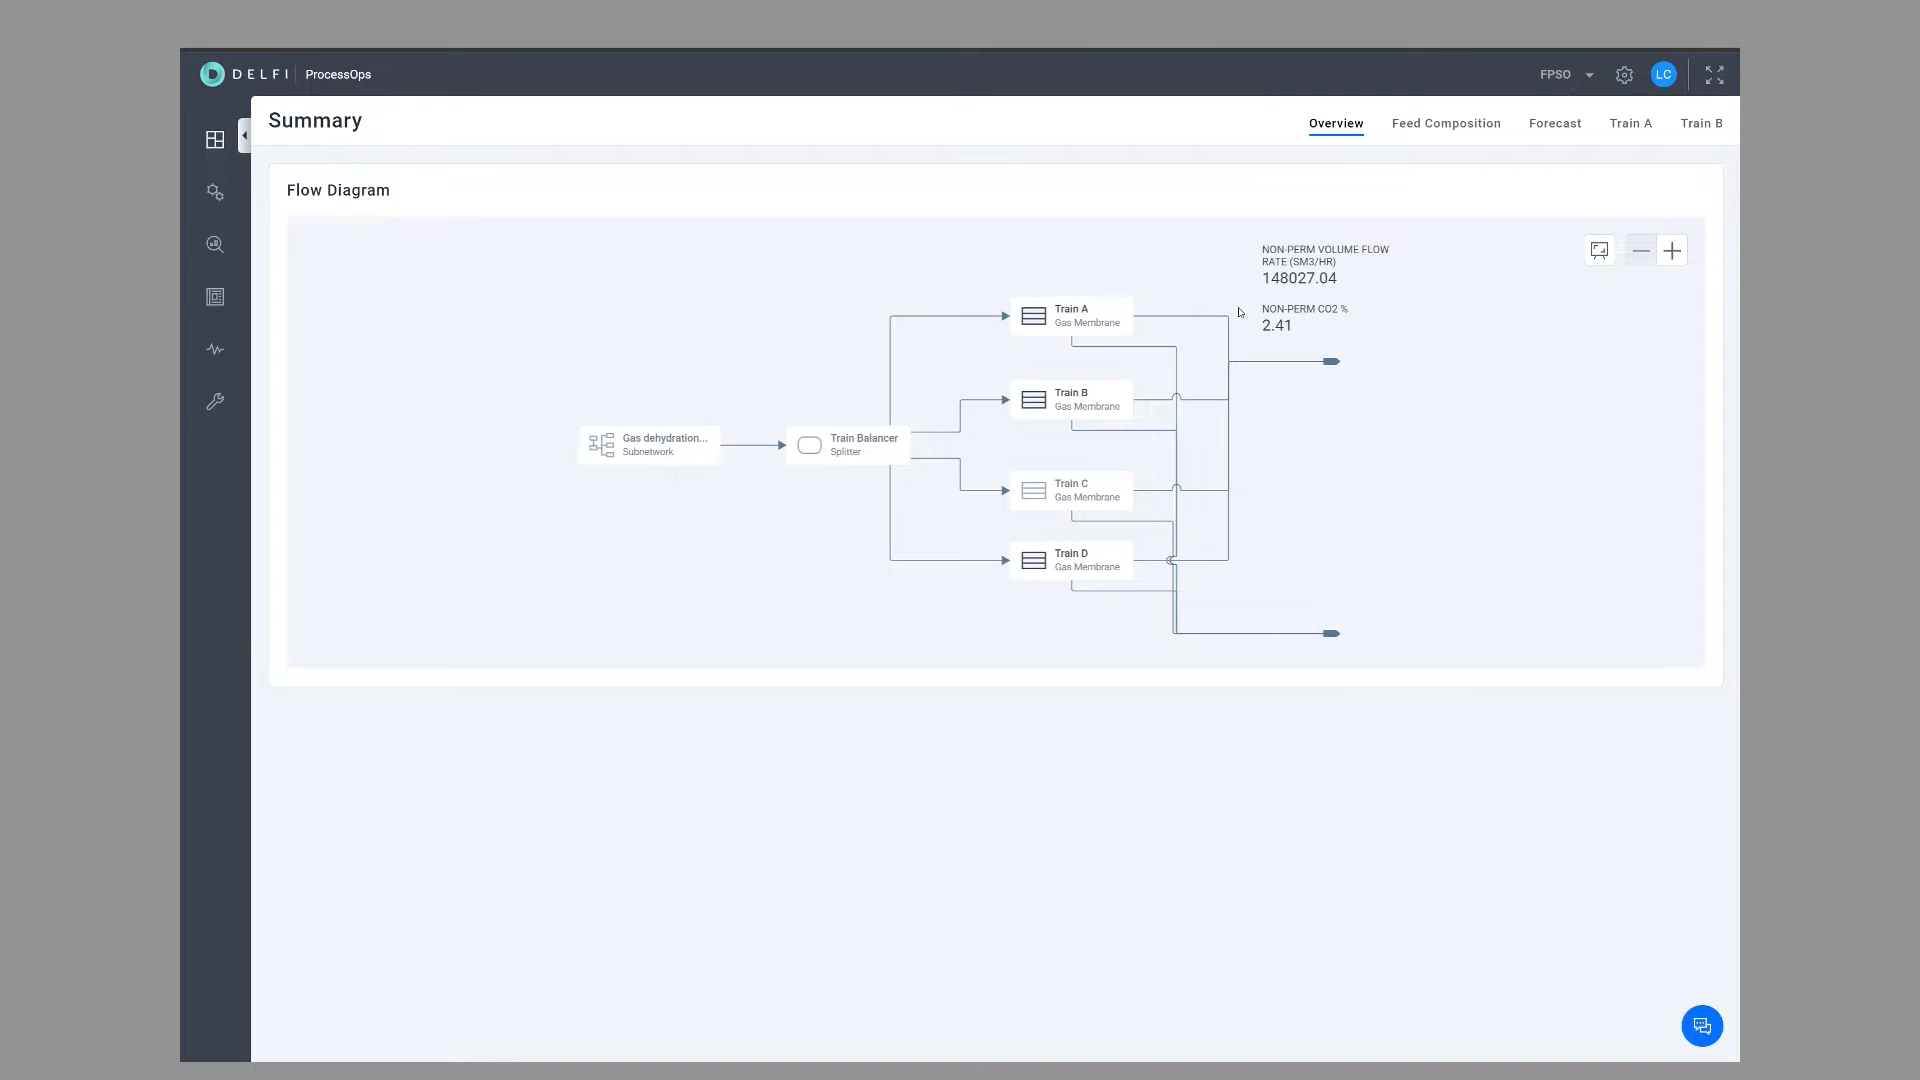 DELFI ProcessOps
FPSO
LC
Summary
Overview Feed Composition Forecast Train A Train B
Flow Diagram
NON-PERM VOLUME FLOW
RATE (SM3/HR)
148027.04
NON-PERM CO2 %
2.41
Train A
Gas Membrane
Train B
Gas Membrane
Gas dehydration...
Subnetwork
Train Balancer
Splitter
Train C
Gas Membrane
Train D
Gas Membrane